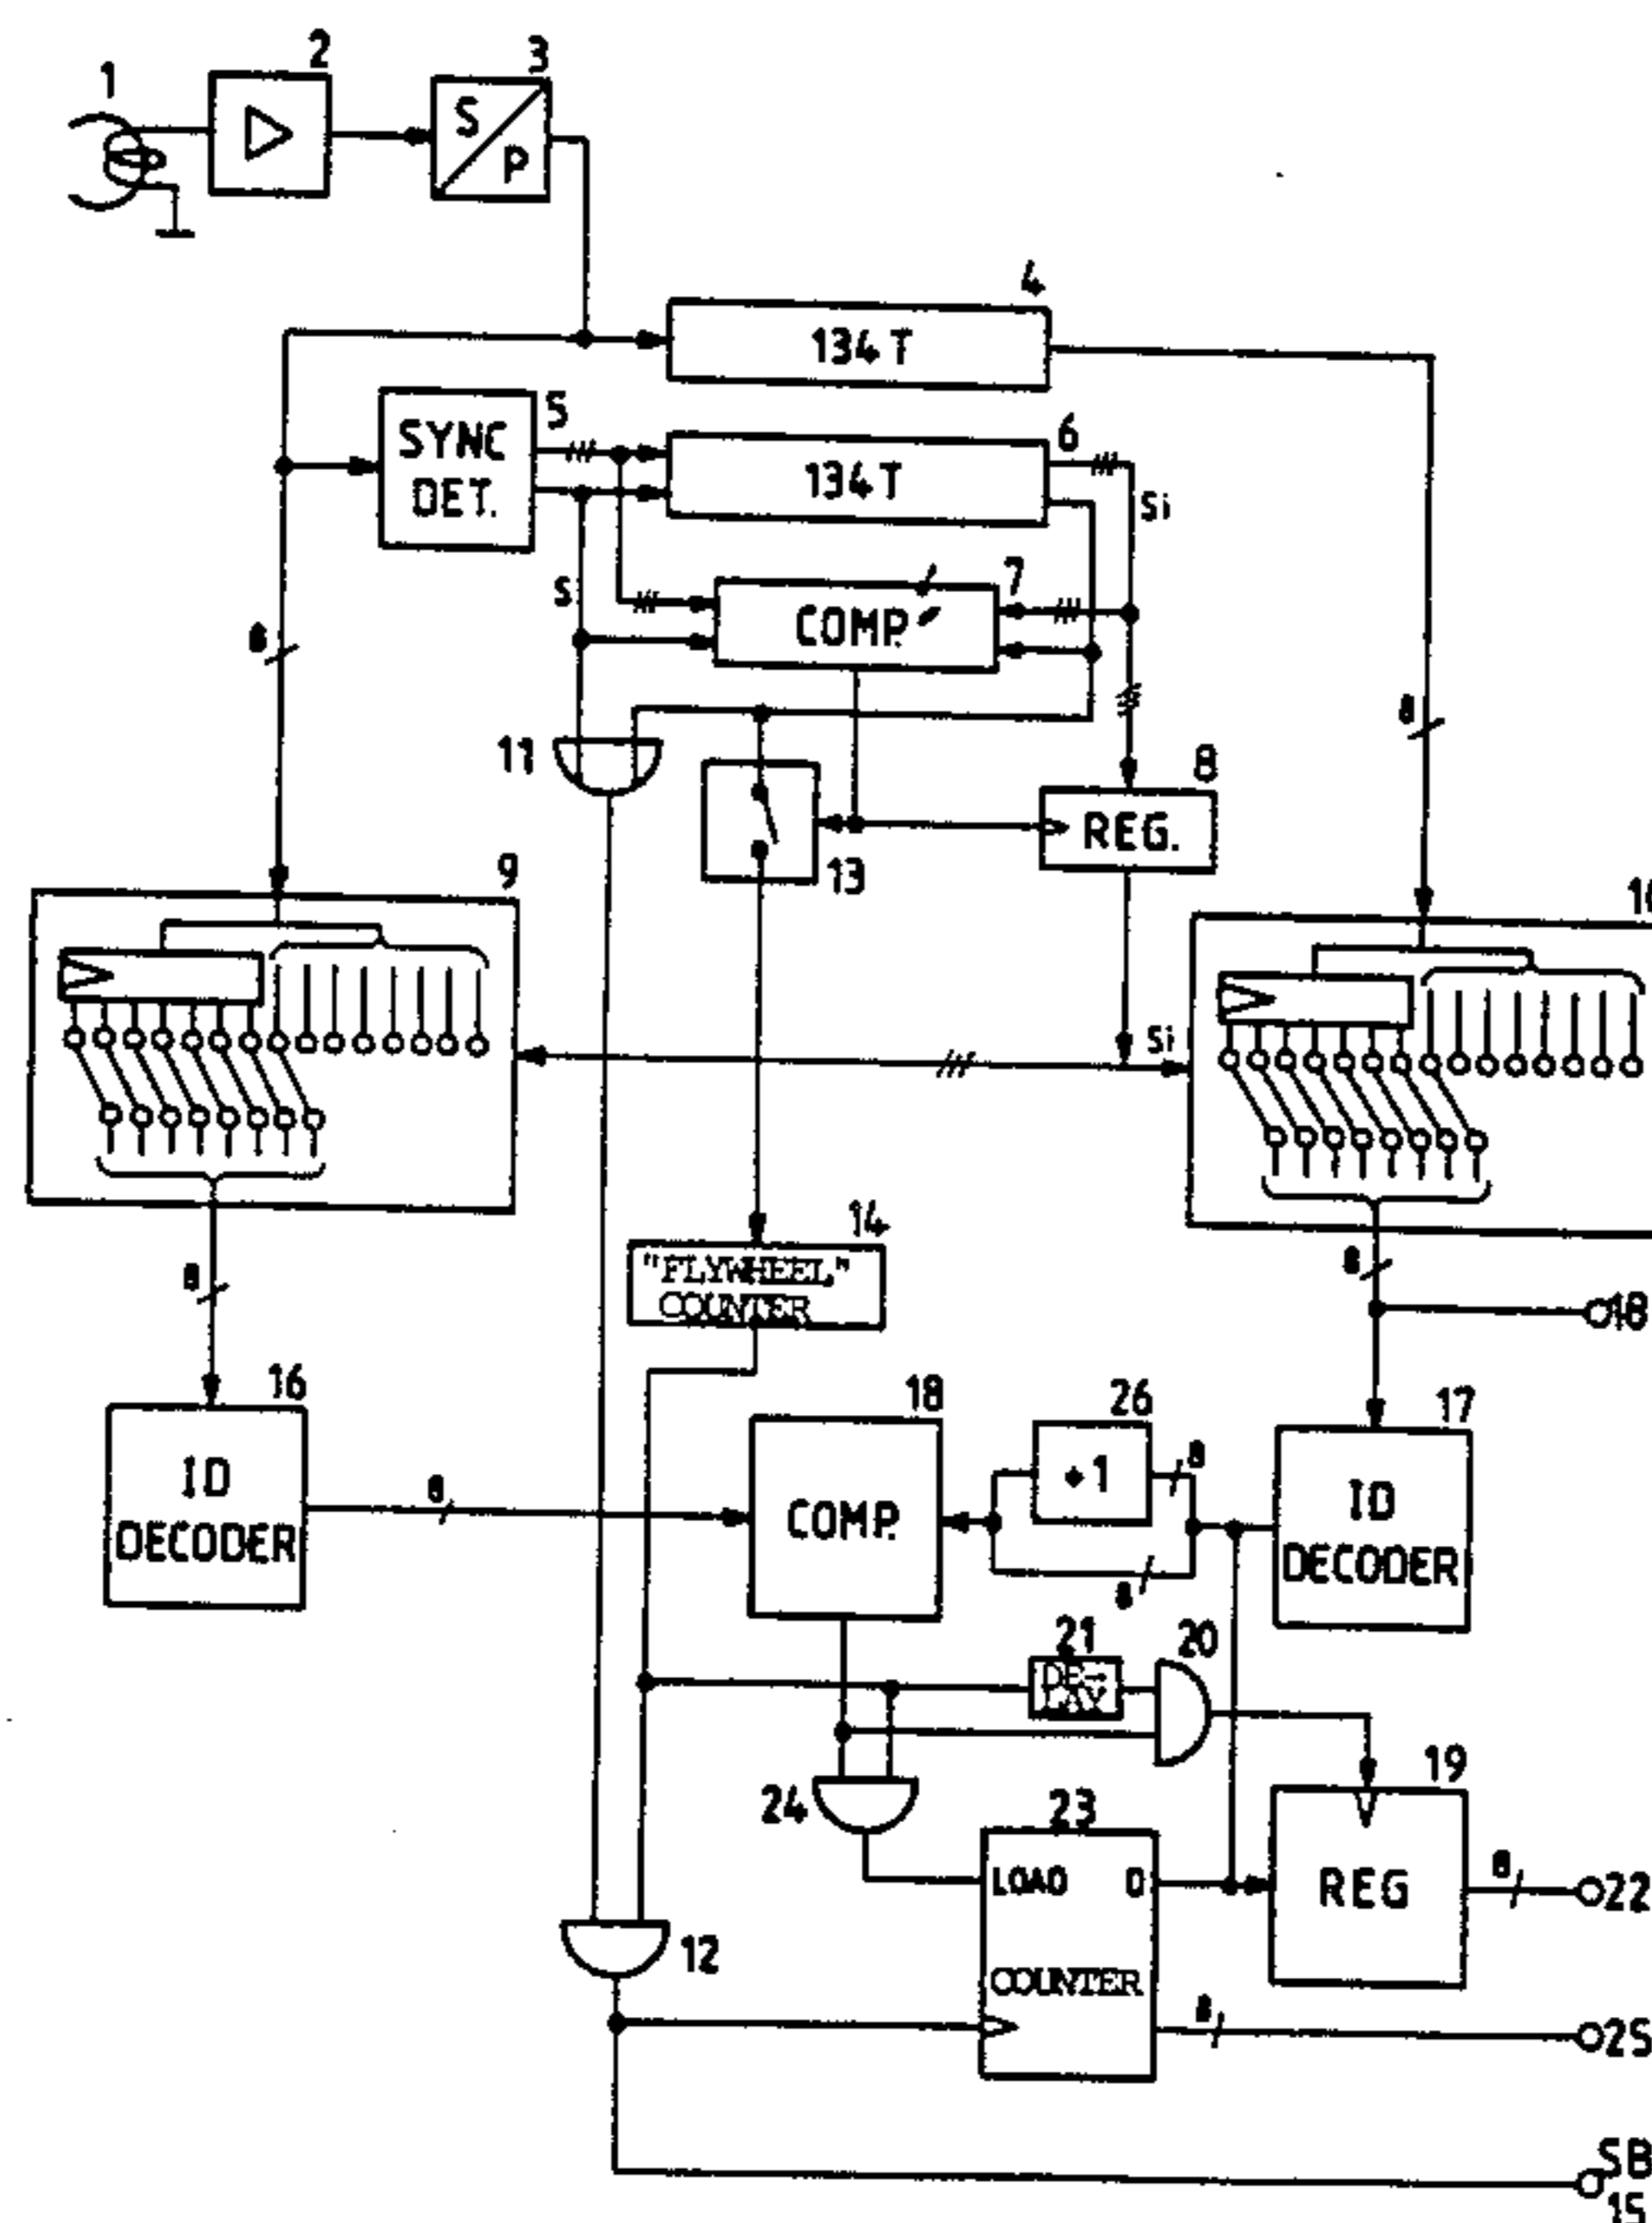 1
2
3
S
P
4
134 T
SYNC
DET.
5
6
134 T
Si
S
7
COMP.
8
8
11
13
8
REG.
9
10
Si
14
"FLYWHEEL"
COUNTER
8
8
18
16
ID
DECODER
8
18
COMP.
26
+1
8
8
17
ID
DECODER
21
DE-
LAY
20
24
23
LOAD D
COUNTER
19
REG
8
22
12
8
25
SB
15